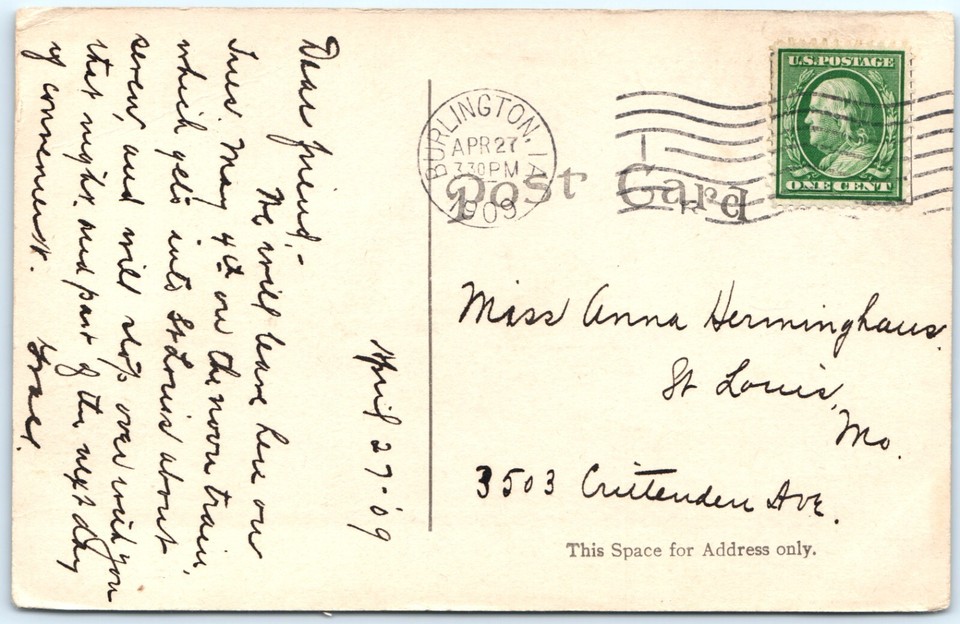 April 27-'09
Dear friend,-
We will leave here on
Tues. May 4th on the noon train,
which gets into St Louis about
seven, and will stop over with you
that night, and part of the next day
if convenient.
BURLINGTON, IA
APR 27
3 30 PM
1909
U.S. POSTAGE
ONE CENT
Post Card
Miss Anna Herminghaus.
St Louis,
Mo.
3503 Crittenden Ave.
This Space for Address only.